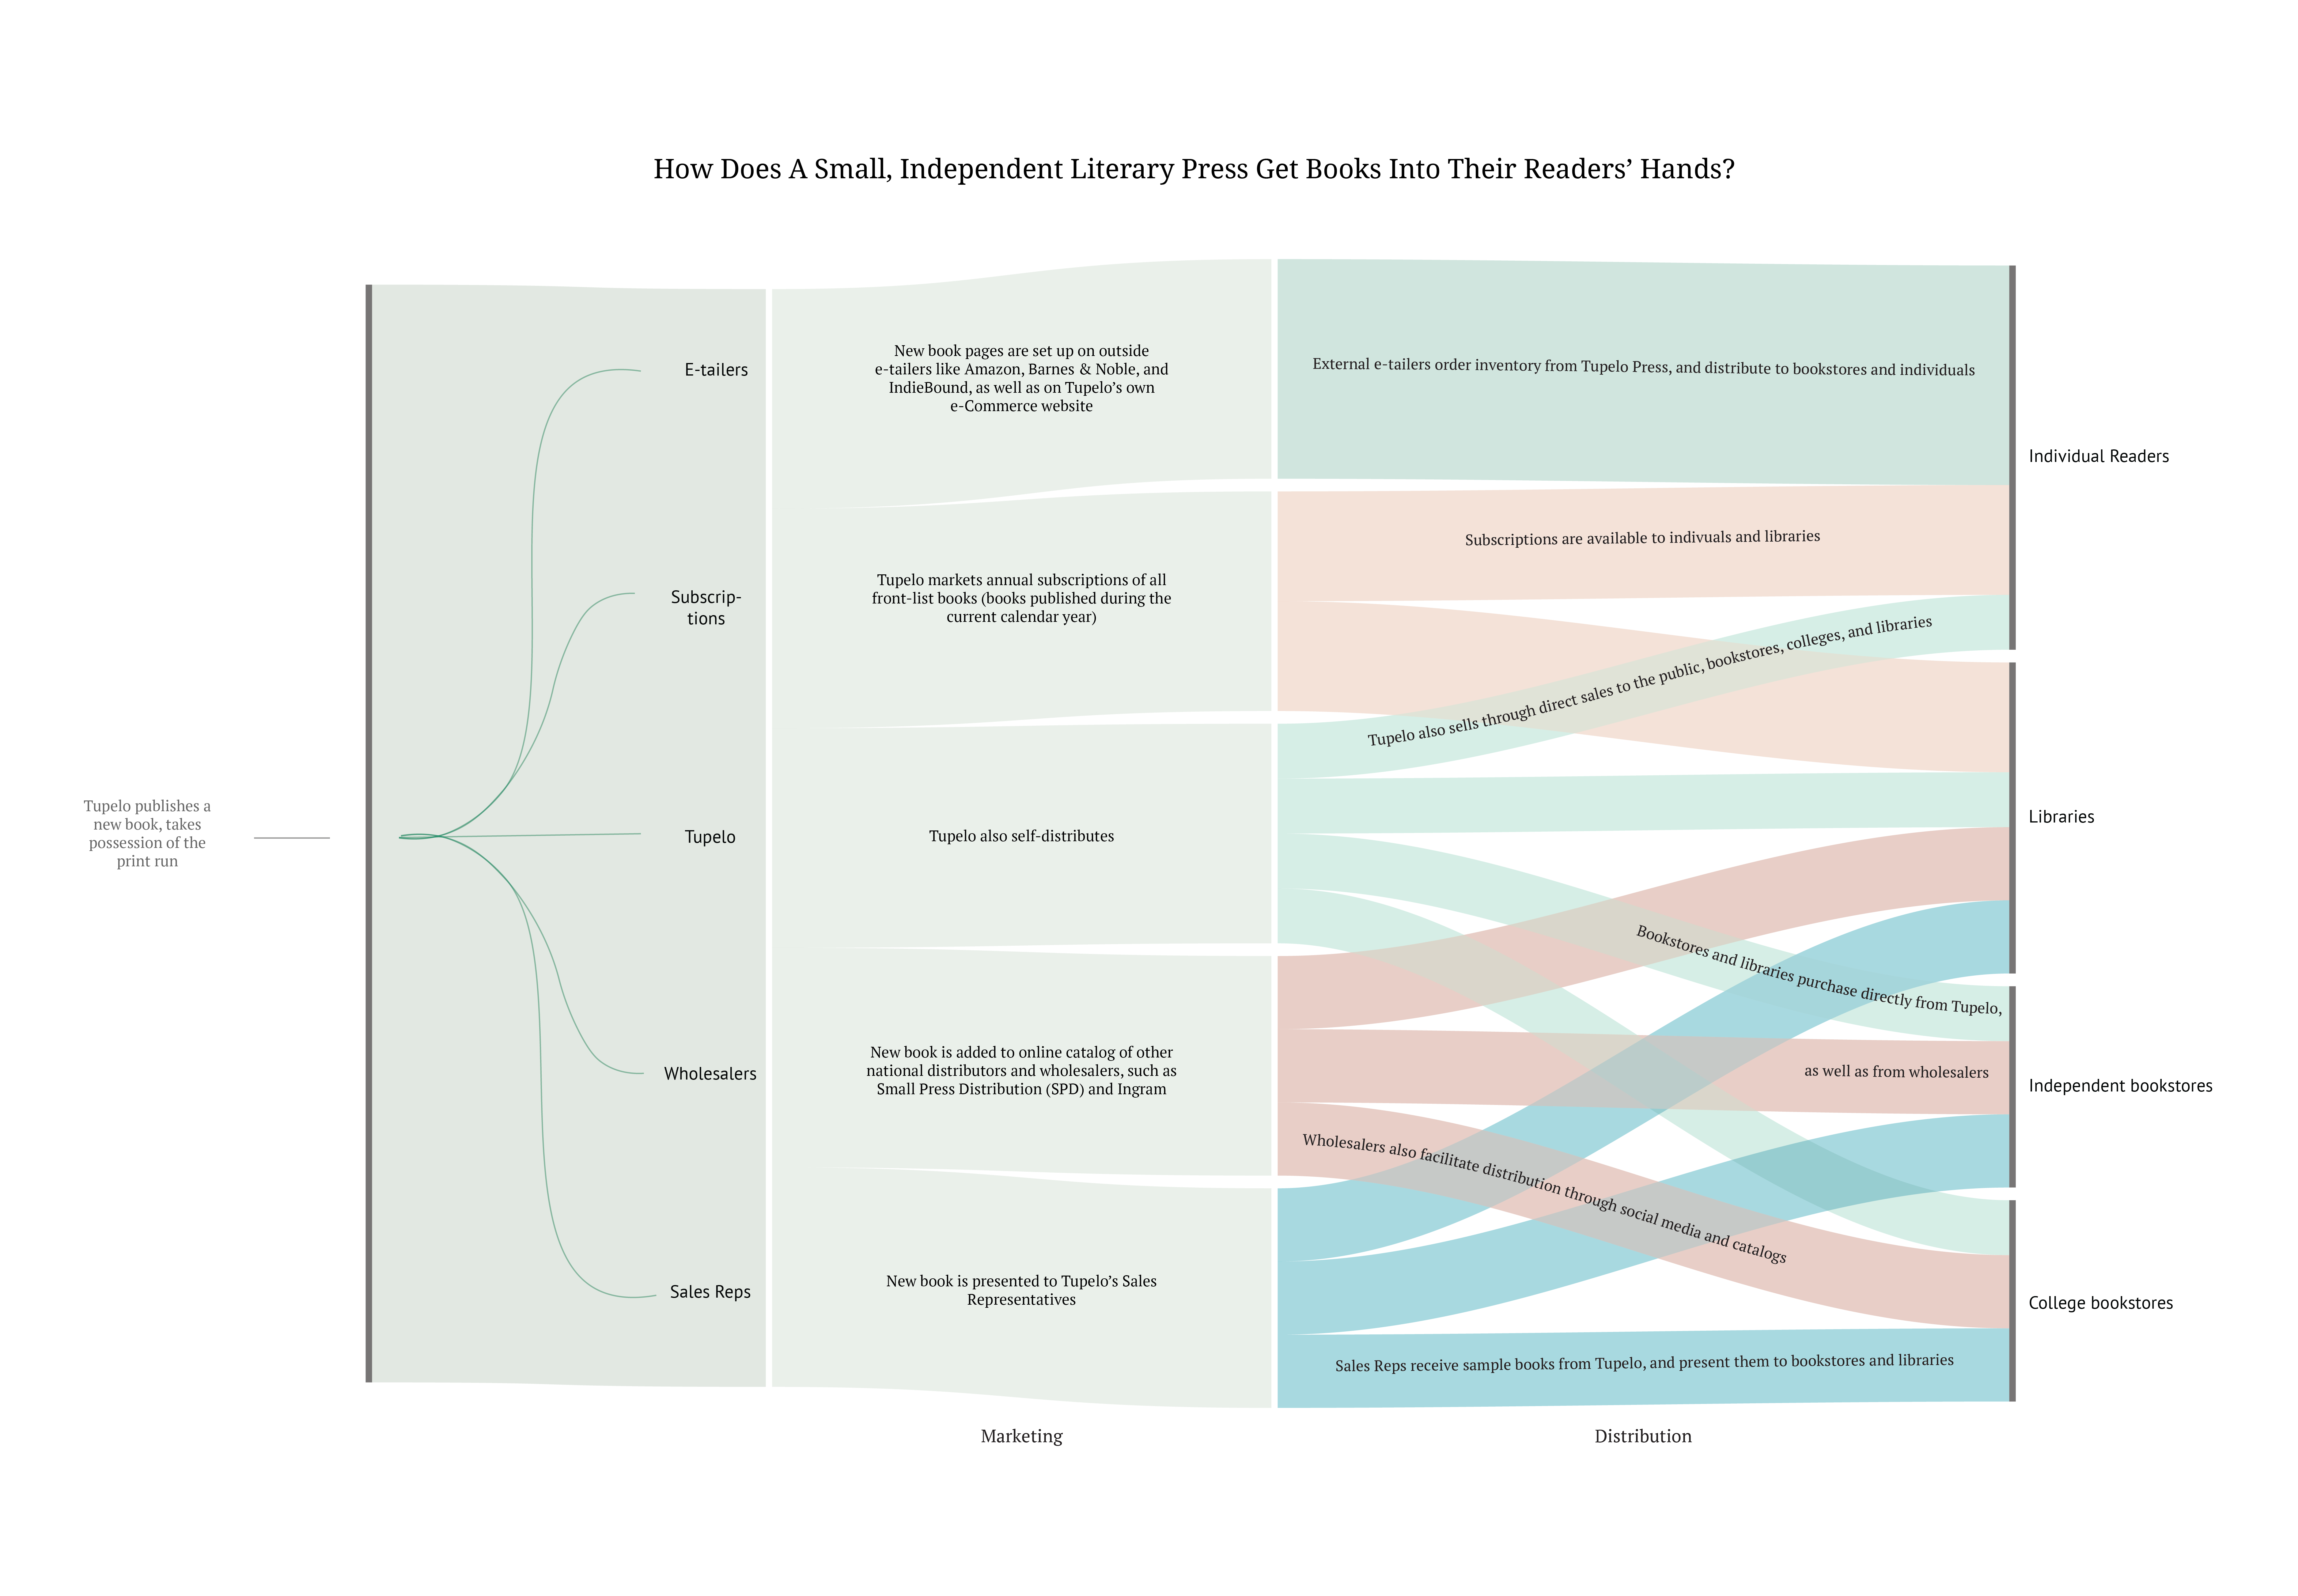 How Does A Small, Independent Literary Press Get Books Into Their Readers’ Hands?
Tupelo publishes a
new book, takes
possession of the
print run
E-tailers
Subscrip-
tions
Tupelo
Wholesalers
Sales Reps
New book pages are set up on outside
e-tailers like Amazon, Barnes & Noble, and
IndieBound, as well as on Tupelo’s own
e-Commerce website
Tupelo markets annual subscriptions of all
front-list books (books published during the
current calendar year)
Tupelo also self-distributes
New book is added to online catalog of other
national distributors and wholesalers, such as
Small Press Distribution (SPD) and Ingram
New book is presented to Tupelo’s Sales
Representatives
Marketing
External e-tailers order inventory from Tupelo Press, and distribute to bookstores and individuals
Subscriptions are available to indivuals and libraries
Tupelo also sells through direct sales to the public, bookstores, colleges, and libraries
Bookstores and libraries purchase directly from Tupelo,
as well as from wholesalers
Wholesalers also facilitate distribution through social media and catalogs
Sales Reps receive sample books from Tupelo, and present them to bookstores and libraries
Distribution
Individual Readers
Libraries
Independent bookstores
College bookstores